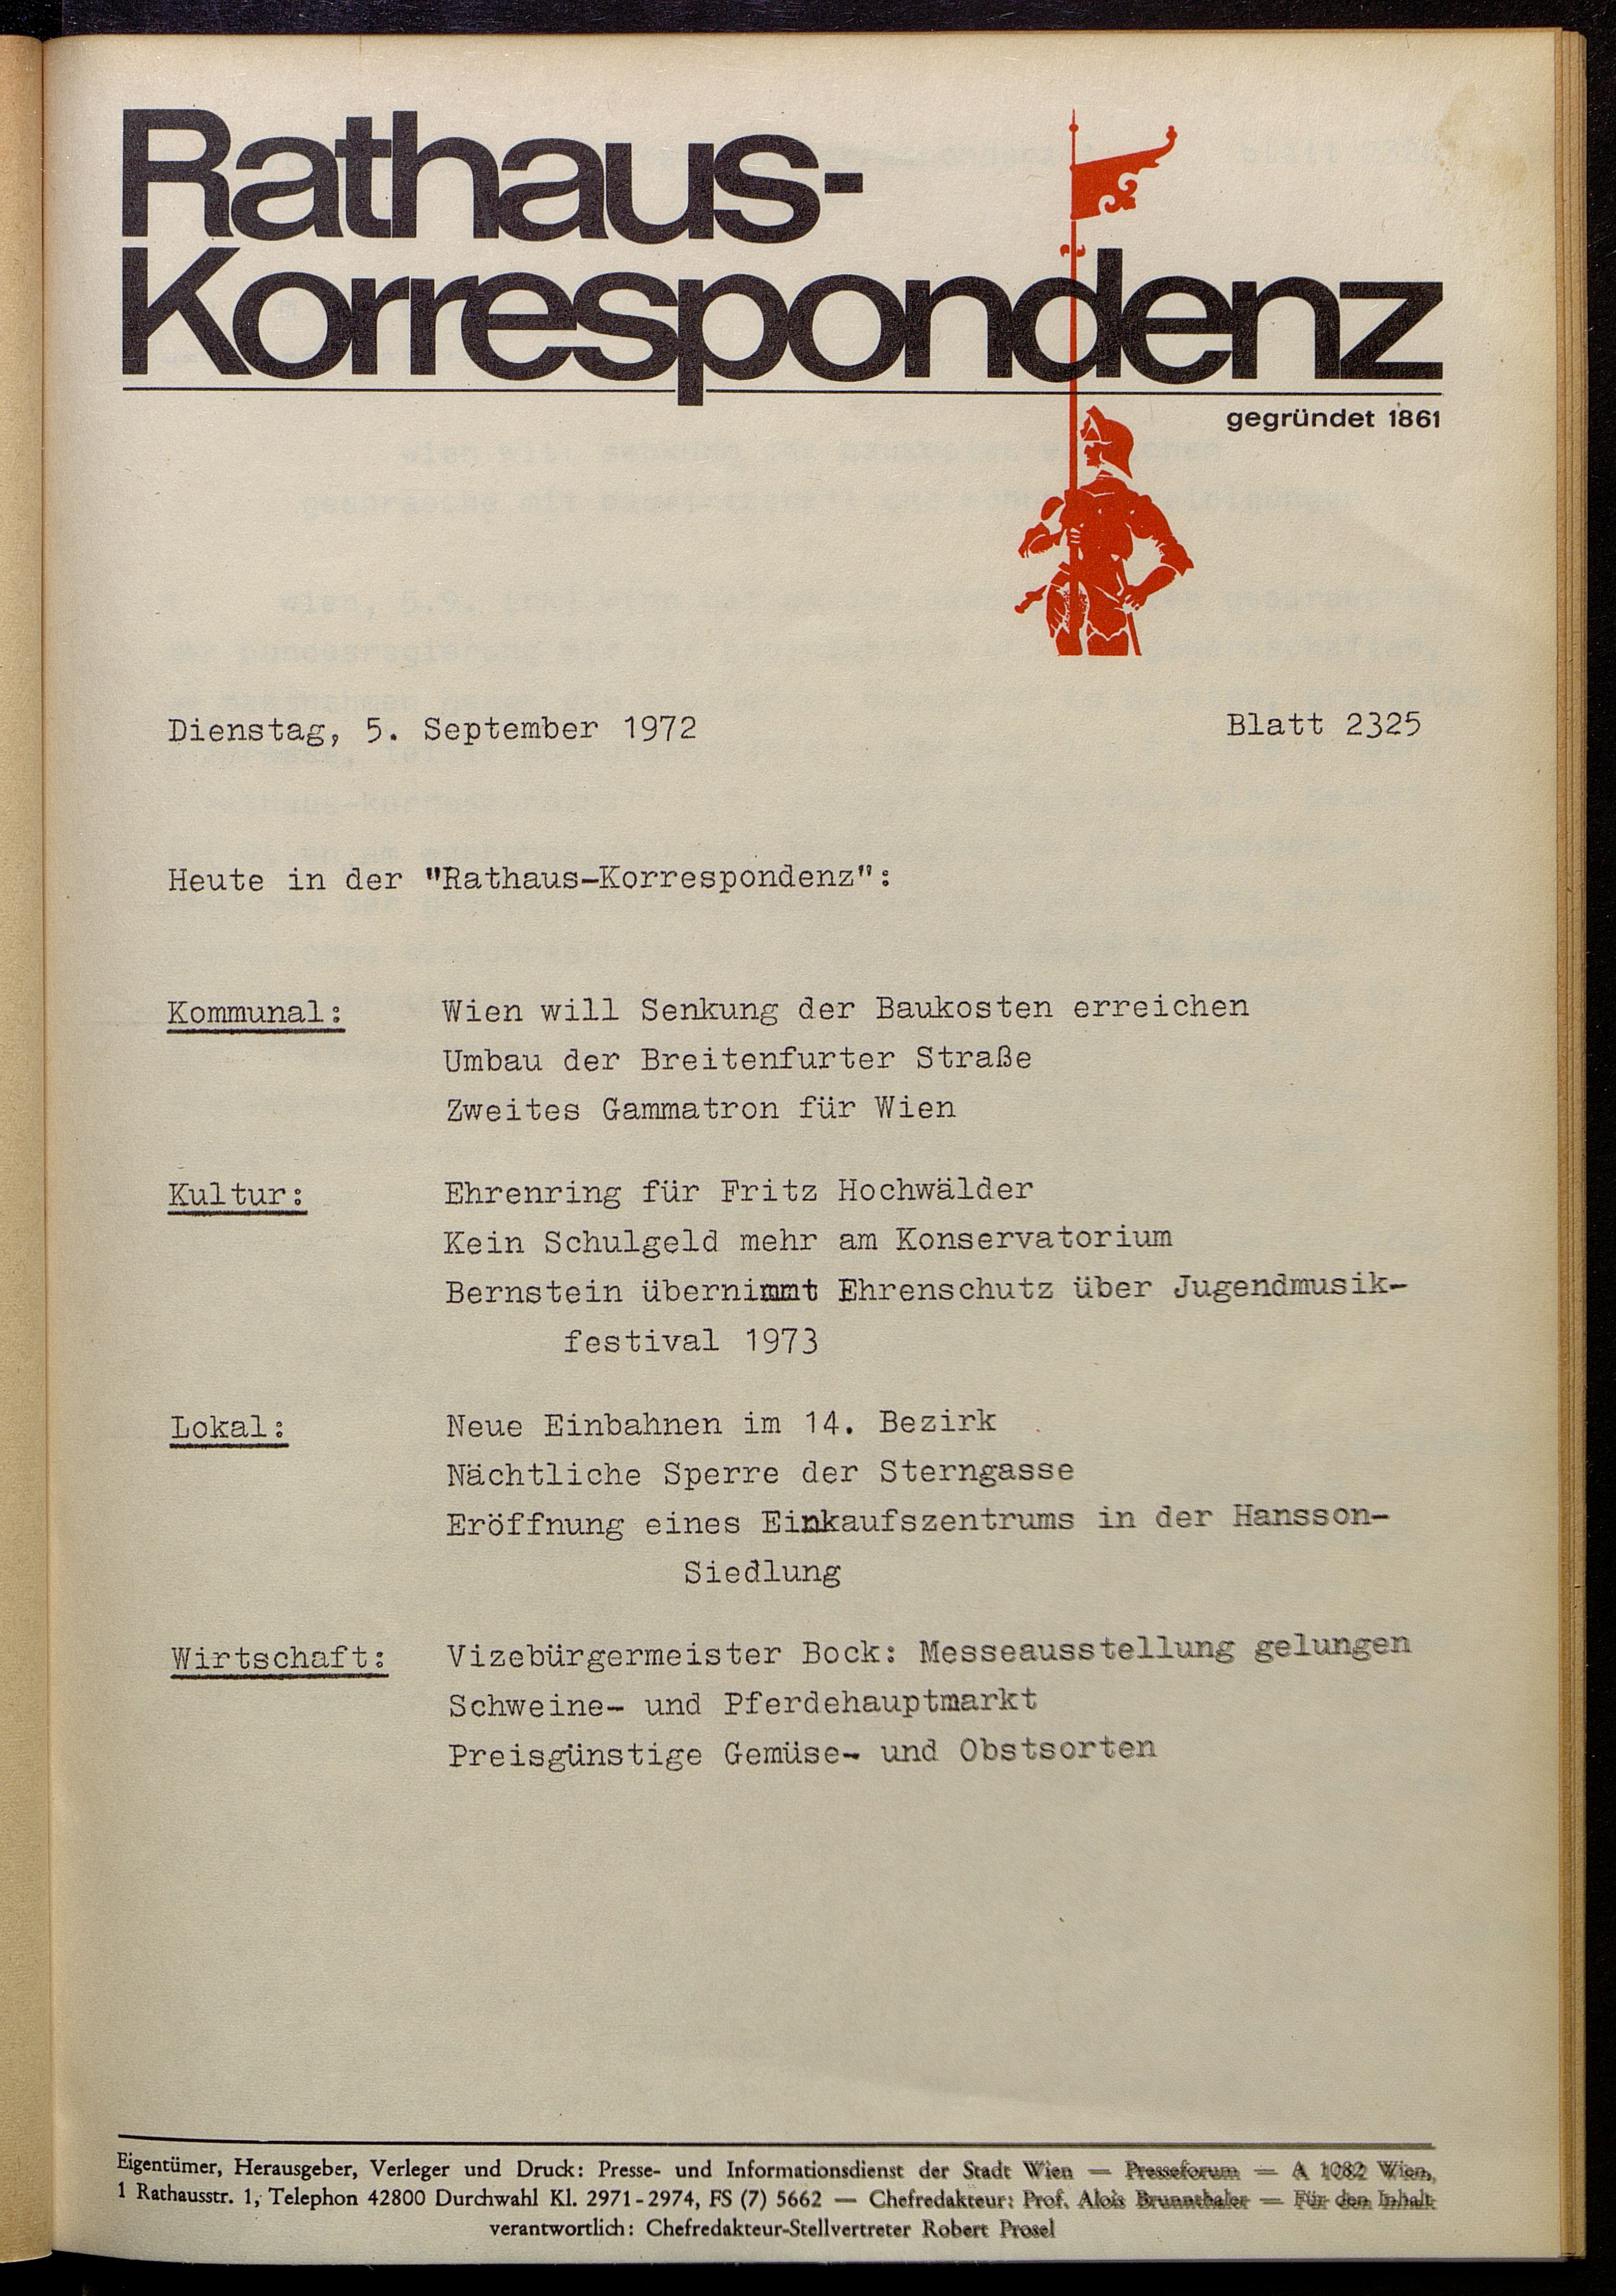 Rathaus-
Korrespondenz
gegründet 1861
Dienstag, 5. September 1972 Blatt 2325
Heute in der "Rathaus-Korrespondenz":
Kommunal: Wien will Senkung der Baukosten erreichen
Umbau der Breitenfurter Straße
Zweites Gammatron für Wien
Kultur: Ehrenring für Fritz Hochwälder
Kein Schulgeld mehr am Konservatorium
Bernstein übernimmt Ehrenschutz über Jugendmusik-
festival 1973
Lokal: Neue Einbahnen im 14. Bezirk
Nächtliche Sperre der Sterngasse
Eröffnung eines Einkaufszentrums in der Hansson-
Siedlung
Wirtschaft: Vizebürgermeister Bock: Messeausstellung gelungen
Schweine- und Pferdehauptmarkt
Preisgünstige Gemüse- und Obstsorten
Eigentümer, Herausgeber, Verleger und Druck: Presse- und Informationsdienst der Stadt Wien — Presseforum — A 1082 Wien,
1 Rathausstr. 1, Telephon 42800 Durchwahl Kl. 2971-2974, FS (7) 5662 — Chefredakteur: Prof. Alois Brunnthaler — Für den Inhalt
verantwortlich: Chefredakteur-Stellvertreter Robert Prosel